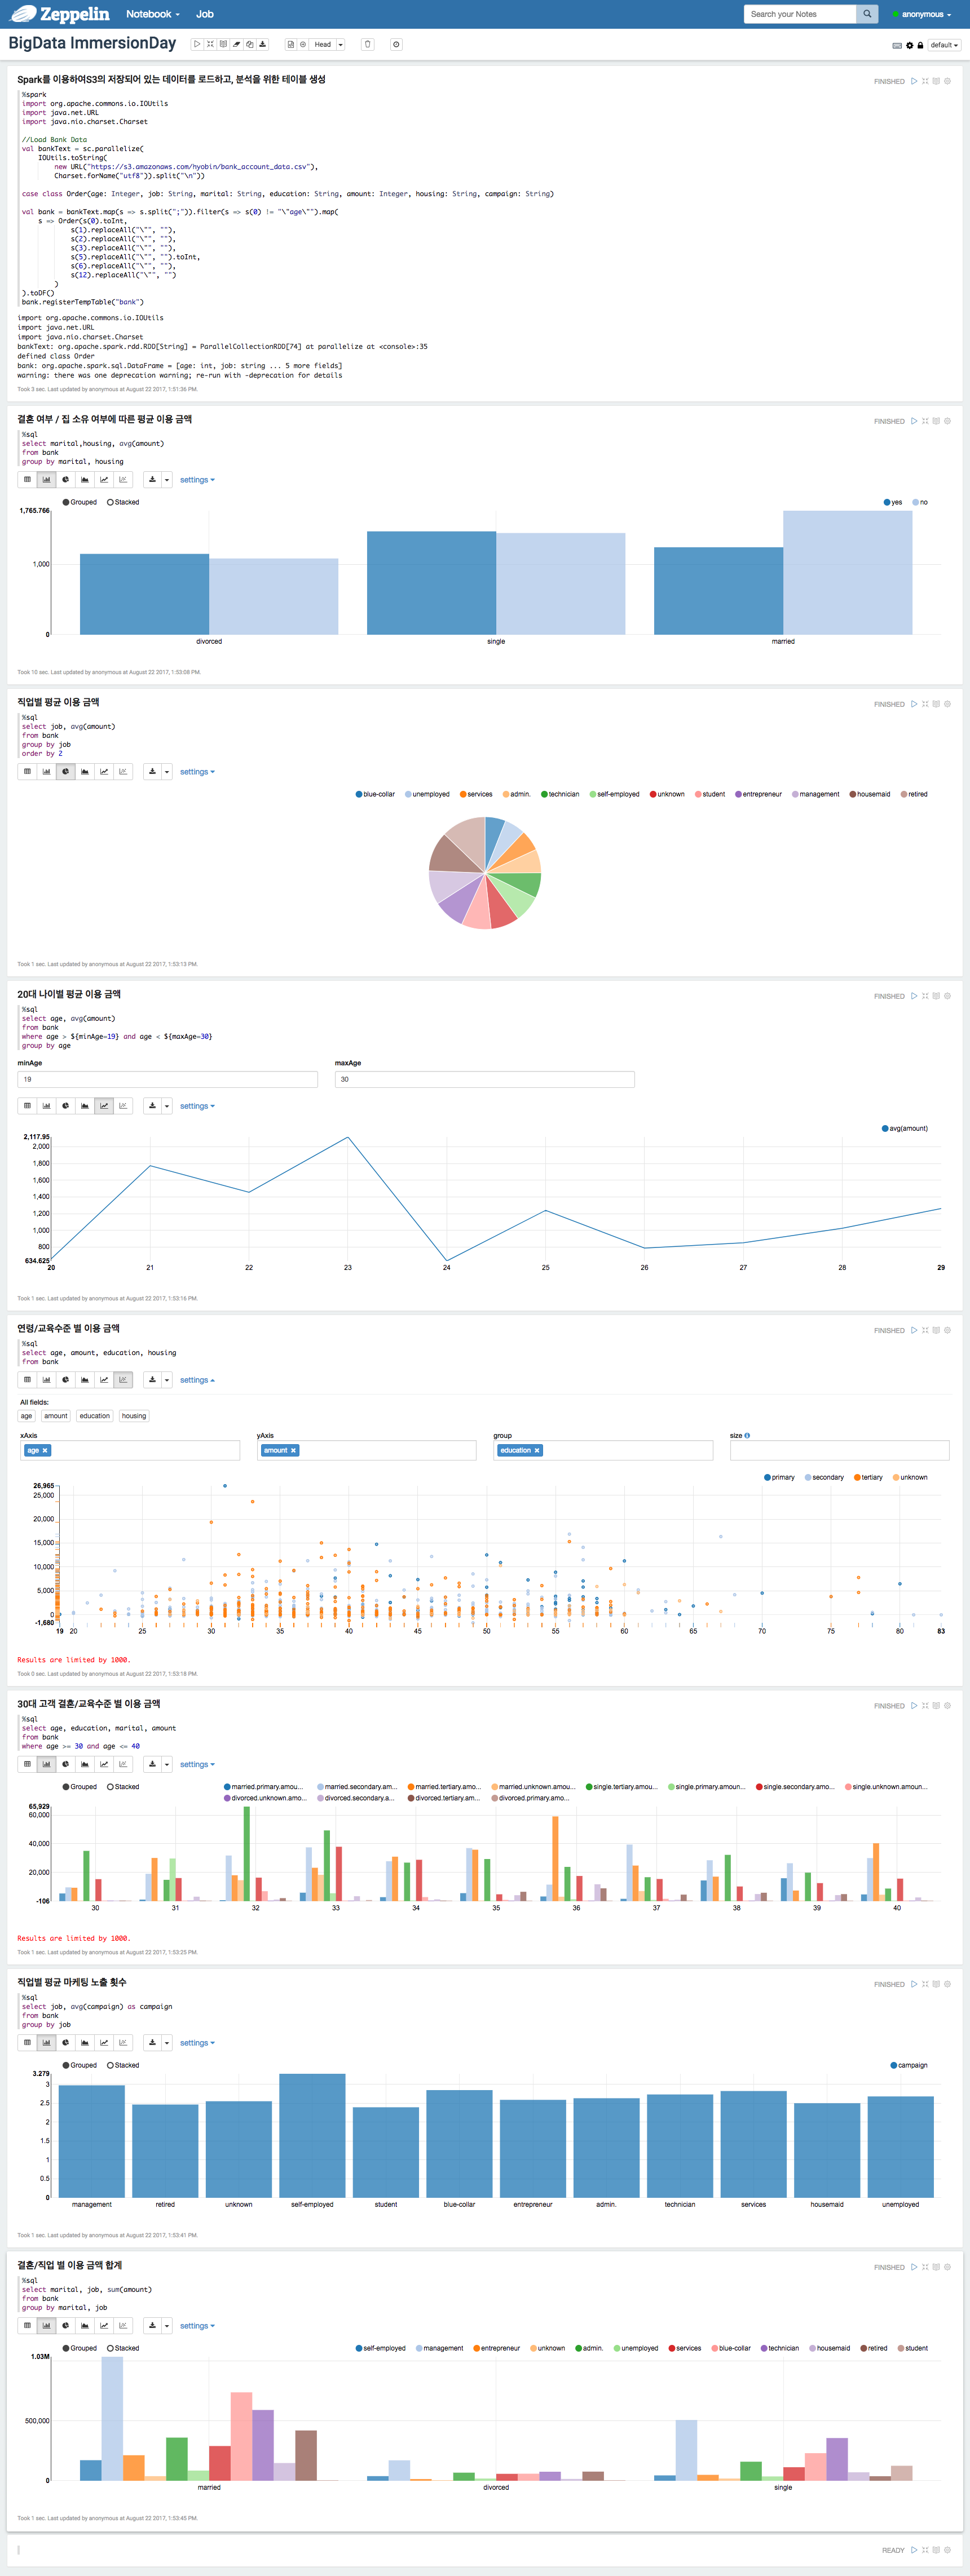 Zeppelin Notebook Job Search your Notes anonymous
BigData ImmersionDay Head default
Spark를 이용하여S3의 저장되어 있는 데이터를 로드하고, 분석을 위한 테이블 생성 FINISHED
%spark
import org.apache.commons.io.IOUtils
import java.net.URL
import java.nio.charset.Charset
//Load Bank Data
val bankText = sc.parallelize(
IOUtils.toString(
new URL("https://s3.amazonaws.com/hyobin/bank_account_data.csv"),
Charset.forName("utf8")).split("\n"))
case class Order(age: Integer, job: String, marital: String, education: String, amount: Integer, housing: String, campaign: String)
val bank = bankText.map(s => s.split(";")).filter(s => s(0) != "\"age\"").map(
s => Order(s(0).toInt,
s(1).replaceAll("\"", ""),
s(2).replaceAll("\"", ""),
s(3).replaceAll("\"", ""),
s(5).replaceAll("\"", "").toInt,
s(6).replaceAll("\"", ""),
s(12).replaceAll("\"", "")
)
).toDF()
bank.registerTempTable("bank")
import org.apache.commons.io.IOUtils
import java.net.URL
import java.nio.charset.Charset
bankText: org.apache.spark.rdd.RDD[String] = ParallelCollectionRDD[74] at parallelize at <console>:35
defined class Order
bank: org.apache.spark.sql.DataFrame = [age: int, job: string ... 5 more fields]
warning: there was one deprecation warning; re-run with -deprecation for details
Took 3 sec. Last updated by anonymous at August 22 2017, 1:51:36 PM.
결혼 여부 / 집 소유 여부에 따른 평균 이용 금액 FINISHED
%sql
select marital,housing, avg(amount)
from bank
group by marital, housing
settings
Grouped Stacked yes no
1,765.766
1,000
0
divorced single married
Took 10 sec. Last updated by anonymous at August 22 2017, 1:53:08 PM.
직업별 평균 이용 금액 FINISHED
%sql
select job, avg(amount)
from bank
group by job
order by 2
settings
blue-collar unemployed services admin. technician self-employed unknown student entrepreneur management housemaid retired
Took 1 sec. Last updated by anonymous at August 22 2017, 1:53:13 PM.
20대 나이별 평균 이용 금액 FINISHED
%sql
select age, avg(amount)
from bank
where age > ${minAge=19} and age < ${maxAge=30}
group by age
minAge maxAge
19 30
settings
avg(amount)
2,117.95
2,000
1,800
1,600
1,400
1,200
1,000
800
634.625
20 21 22 23 24 25 26 27 28 29
Took 1 sec. Last updated by anonymous at August 22 2017, 1:53:16 PM.
연령/교육수준 별 이용 금액 FINISHED
%sql
select age, amount, education, housing
from bank
settings
All fields:
age amount education housing
xAxis yAxis group size
age amount education
primary secondary tertiary unknown
26,965
25,000
20,000
15,000
10,000
5,000
0
-1,680
19 20 25 30 35 40 45 50 55 60 65 70 75 80 83
Results are limited by 1000.
Took 0 sec. Last updated by anonymous at August 22 2017, 1:53:18 PM.
30대 고객 결혼/교육수준 별 이용 금액 FINISHED
%sql
select age, education, marital, amount
from bank
where age >= 30 and age <= 40
settings
Grouped Stacked married.primary.amou... married.secondary.am... married.tertiary.amo... married.unknown.amou... single.tertiary.amou... single.primary.amoun... single.secondary.amo... single.unknown.amoun...
divorced.unknown.amo... divorced.secondary.a... divorced.tertiary.am... divorced.primary.amo...
65,929
60,000
40,000
20,000
-106
30 31 32 33 34 35 36 37 38 39 40
Results are limited by 1000.
Took 1 sec. Last updated by anonymous at August 22 2017, 1:53:25 PM.
직업별 평균 마케팅 노출 횟수 FINISHED
%sql
select job, avg(campaign) as campaign
from bank
group by job
settings
Grouped Stacked campaign
3.279
3
2.5
2
1.5
1
0.5
0
management retired unknown self-employed student blue-collar entrepreneur admin. technician services housemaid unemployed
Took 1 sec. Last updated by anonymous at August 22 2017, 1:53:41 PM.
결혼/직업 별 이용 금액 합계 FINISHED
%sql
select marital, job, sum(amount)
from bank
group by marital, job
settings
Grouped Stacked self-employed management entrepreneur unknown admin. unemployed services blue-collar technician housemaid retired student
1.03M
500,000
0
married divorced single
Took 1 sec. Last updated by anonymous at August 22 2017, 1:53:45 PM.
READY